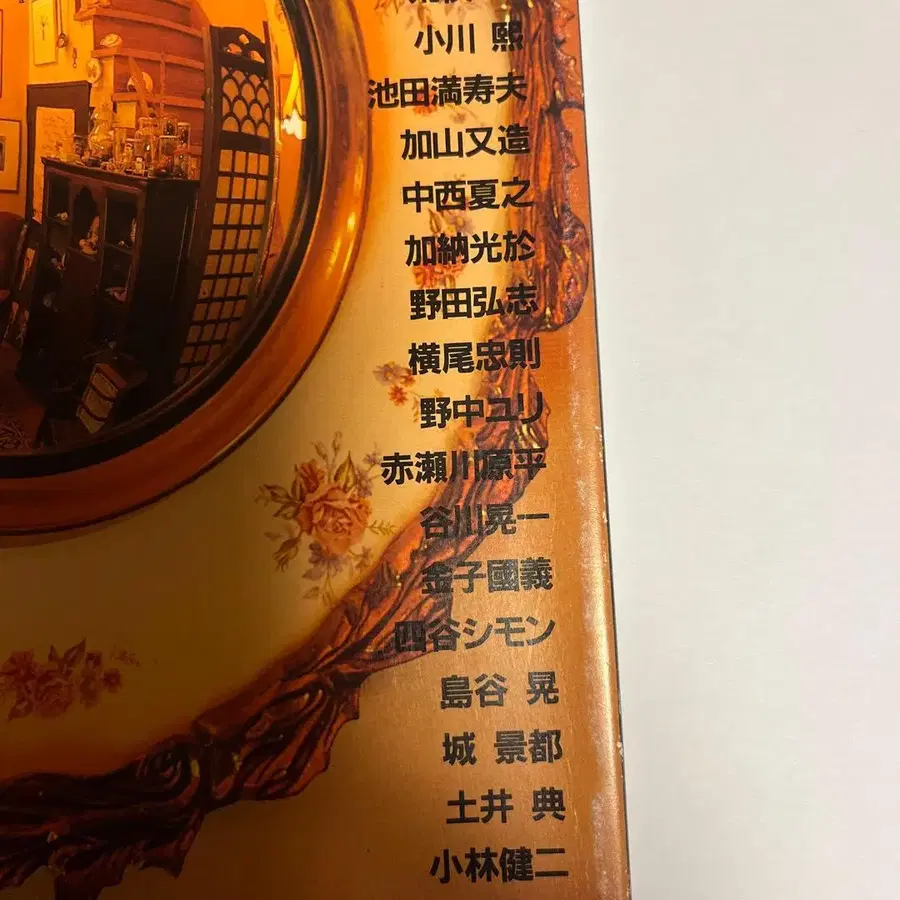 小川 熙
池田満寿夫
加山又造
中西夏之
加納光於
野田弘志
横尾忠則
野中ユリ
赤瀬川原平
谷川晃一
金子國義
四谷シモン
島谷 晃
城 景都
土井 典
小林健二